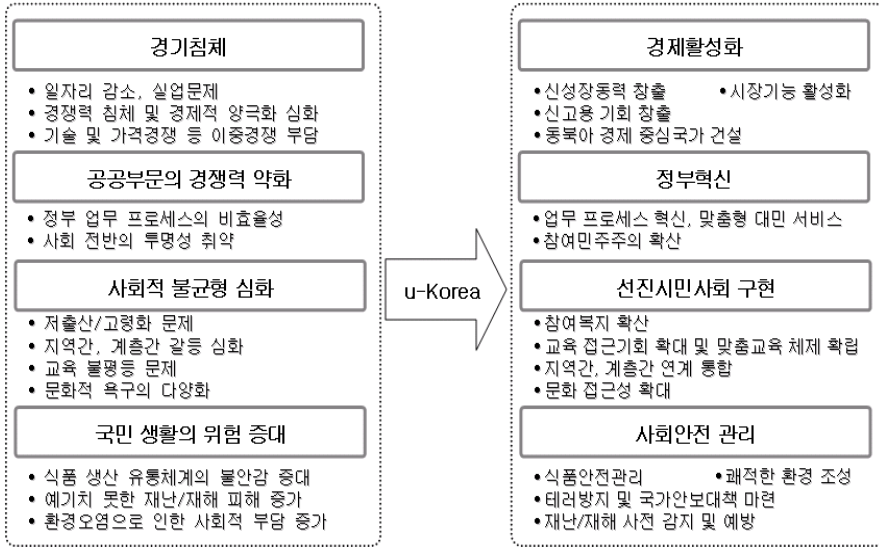 경기침체
• 일자리 감소, 실업문제
• 경쟁력 침체 및 경제적 양극화 심화
• 기술 및 가격경쟁 등 이중경쟁 부담
공공부문의 경쟁력 약화
• 정부 업무 프로세스의 비효율성
• 사회 전반의 투명성 취약
사회적 불균형 심화
• 저출산/고령화 문제
• 지역간, 계층간 갈등 심화
• 교육 불평등 문제
• 문화적 욕구의 다양화
국민 생활의 위험 증대
• 식품 생산 유통체계의 불안감 증대
• 예기치 못한 재난/재해 피해 증가
• 환경오염으로 인한 사회적 부담 증가
u-Korea
경제활성화
•신성장동력 창출 •시장기능 활성화
•신고용 기회 창출
•동북아 경제 중심국가 건설
정부혁신
•업무 프로세스 혁신, 맞춤형 대민 서비스
•참여민주주의 확산
선진시민사회 구현
•참여복지 확산
•교육 접근기회 확대 및 맞춤교육 체제 확립
•지역간, 계층간 연계 통합
•문화 접근성 확대
사회안전 관리
•식품안전관리 •쾌적한 환경 조성
•테러방지 및 국가안보대책 마련
•재난/재해 사전 감지 및 예방